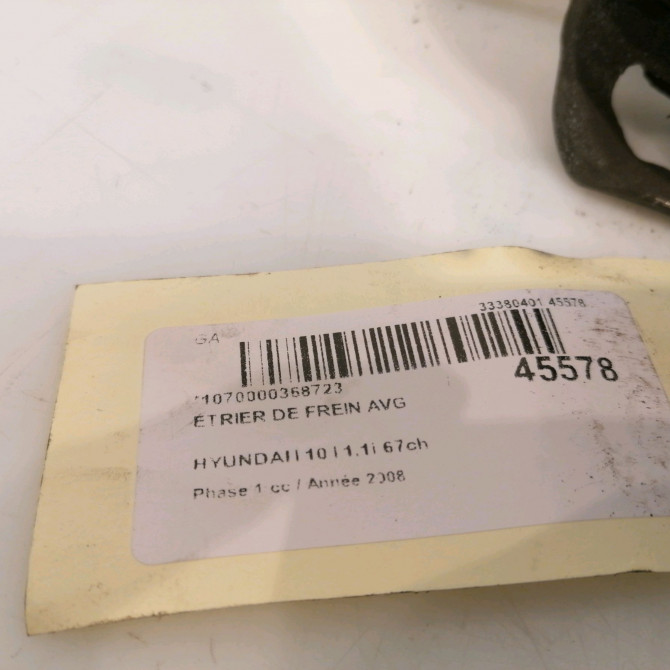 33380401 45578
GA
45578
*1070000368723
ETRIER DE FREIN AVG
HYUNDAI I10 I 1.1i 67ch
Phase 1 cc / Année 2008